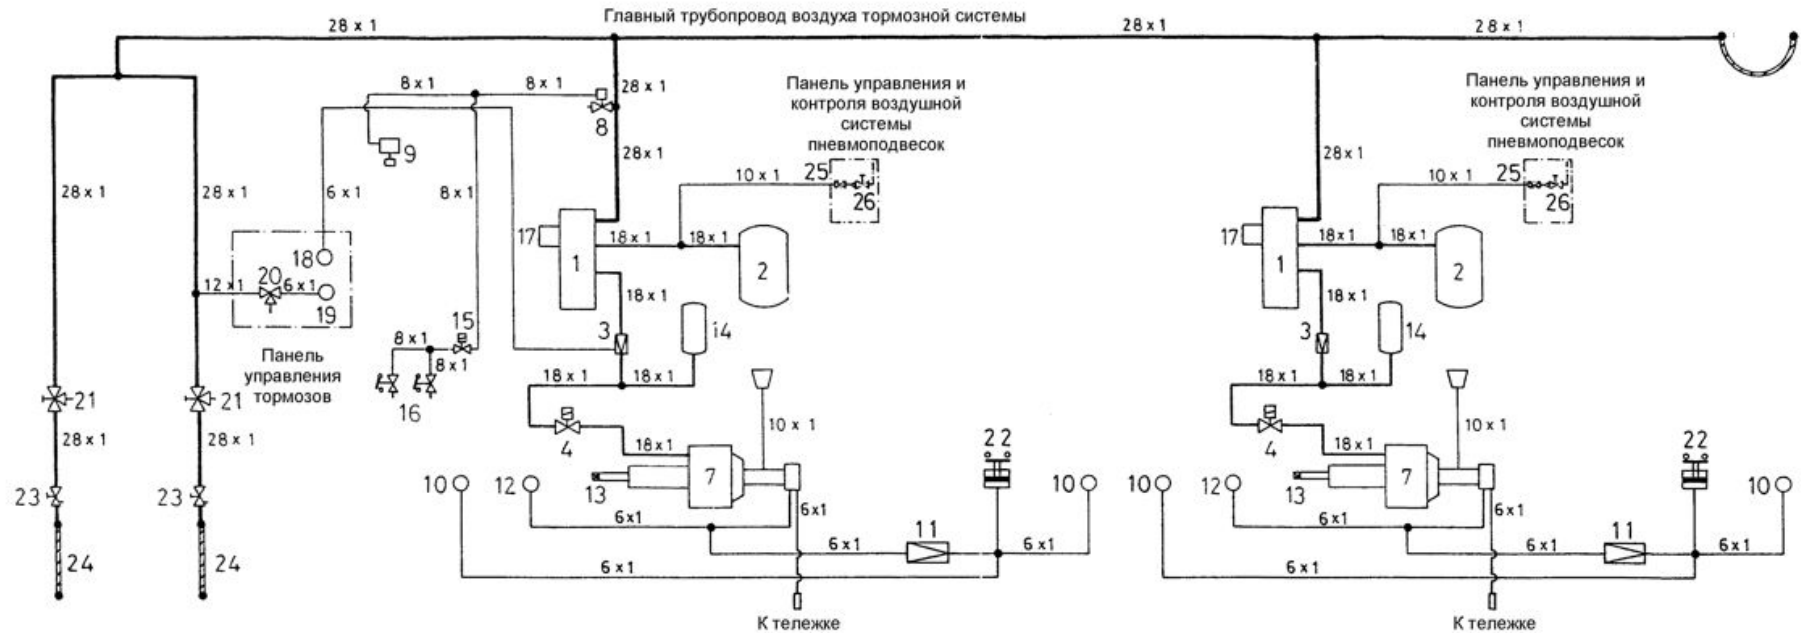 Главный трубопровод воздуха тормозной системы
28 x 1
28 x 1
28 x 1
8 x 1
8 x 1
28 x 1
8
9
28 x 1
Панель управления и
контроля воздушной
системы
пневмоподвесок
Панель управления и
контроля воздушной
системы
пневмоподвесок
28 x 1
28 x 1
28 x 1
6 x 1
8 x 1
10 x 1
25
26
10 x 1
25
26
17
1
18 x 1
18 x 1
2
17
1
18 x 1
18 x 1
2
18
20
12 x 1
6 x 1
19
Панель
управления
тормозов
15
8 x 1
8 x 1
16
18 x 1
3
14
18 x 1
18 x 1
18 x 1
3
14
18 x 1
18 x 1
21
21
28 x 1
28 x 1
23
23
24
24
4
18 x 1
10 x 1
7
13
10
12
6 x 1
6 x 1
22
10
11
6 x 1
6 x 1
6 x 1
К тележке
4
18 x 1
10 x 1
7
13
10
12
6 x 1
6 x 1
22
10
11
6 x 1
6 x 1
6 x 1
К тележке